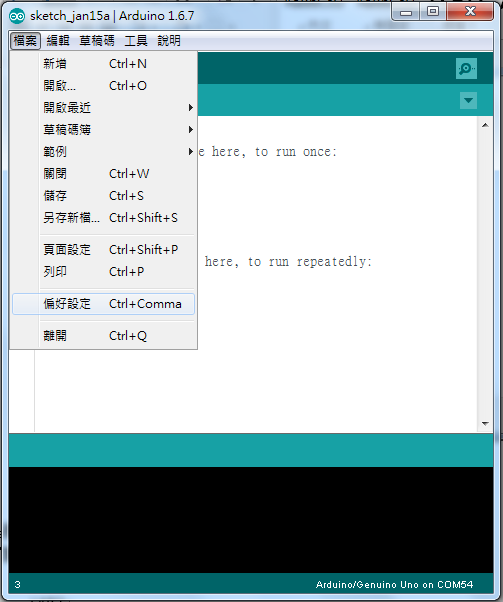 sketch_jan15a | Arduino 1.6.7
檔案 編輯 草稿碼 工具 說明
新增 Ctrl+N
開啟... Ctrl+O
開啟最近
草稿碼簿
範例
關閉 Ctrl+W
儲存 Ctrl+S
另存新檔... Ctrl+Shift+S
頁面設定 Ctrl+Shift+P
列印 Ctrl+P
偏好設定 Ctrl+Comma
離開 Ctrl+Q
e here, to run once:
here, to run repeatedly:
3 Arduino/Genuino Uno on COM54